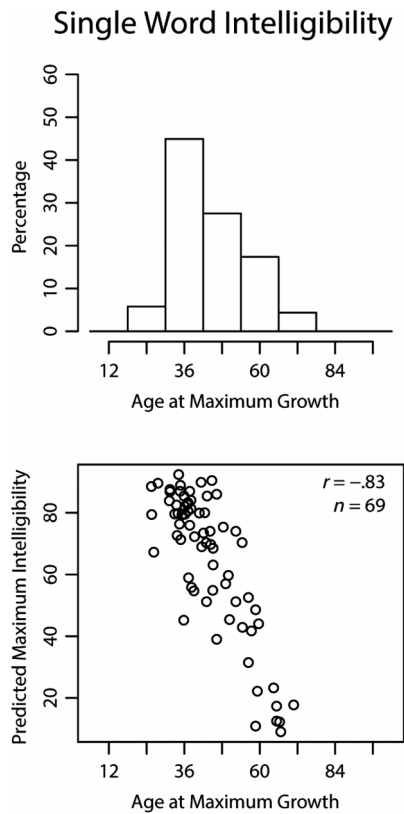 Single Word Intelligibility
60
50
40
30
20
10
0
Percentage
12 36 60 84
Age at Maximum Growth
r = –.83
n = 69
80
60
40
20
Predicted Maximum Intelligibility
12 36 60 84
Age at Maximum Growth